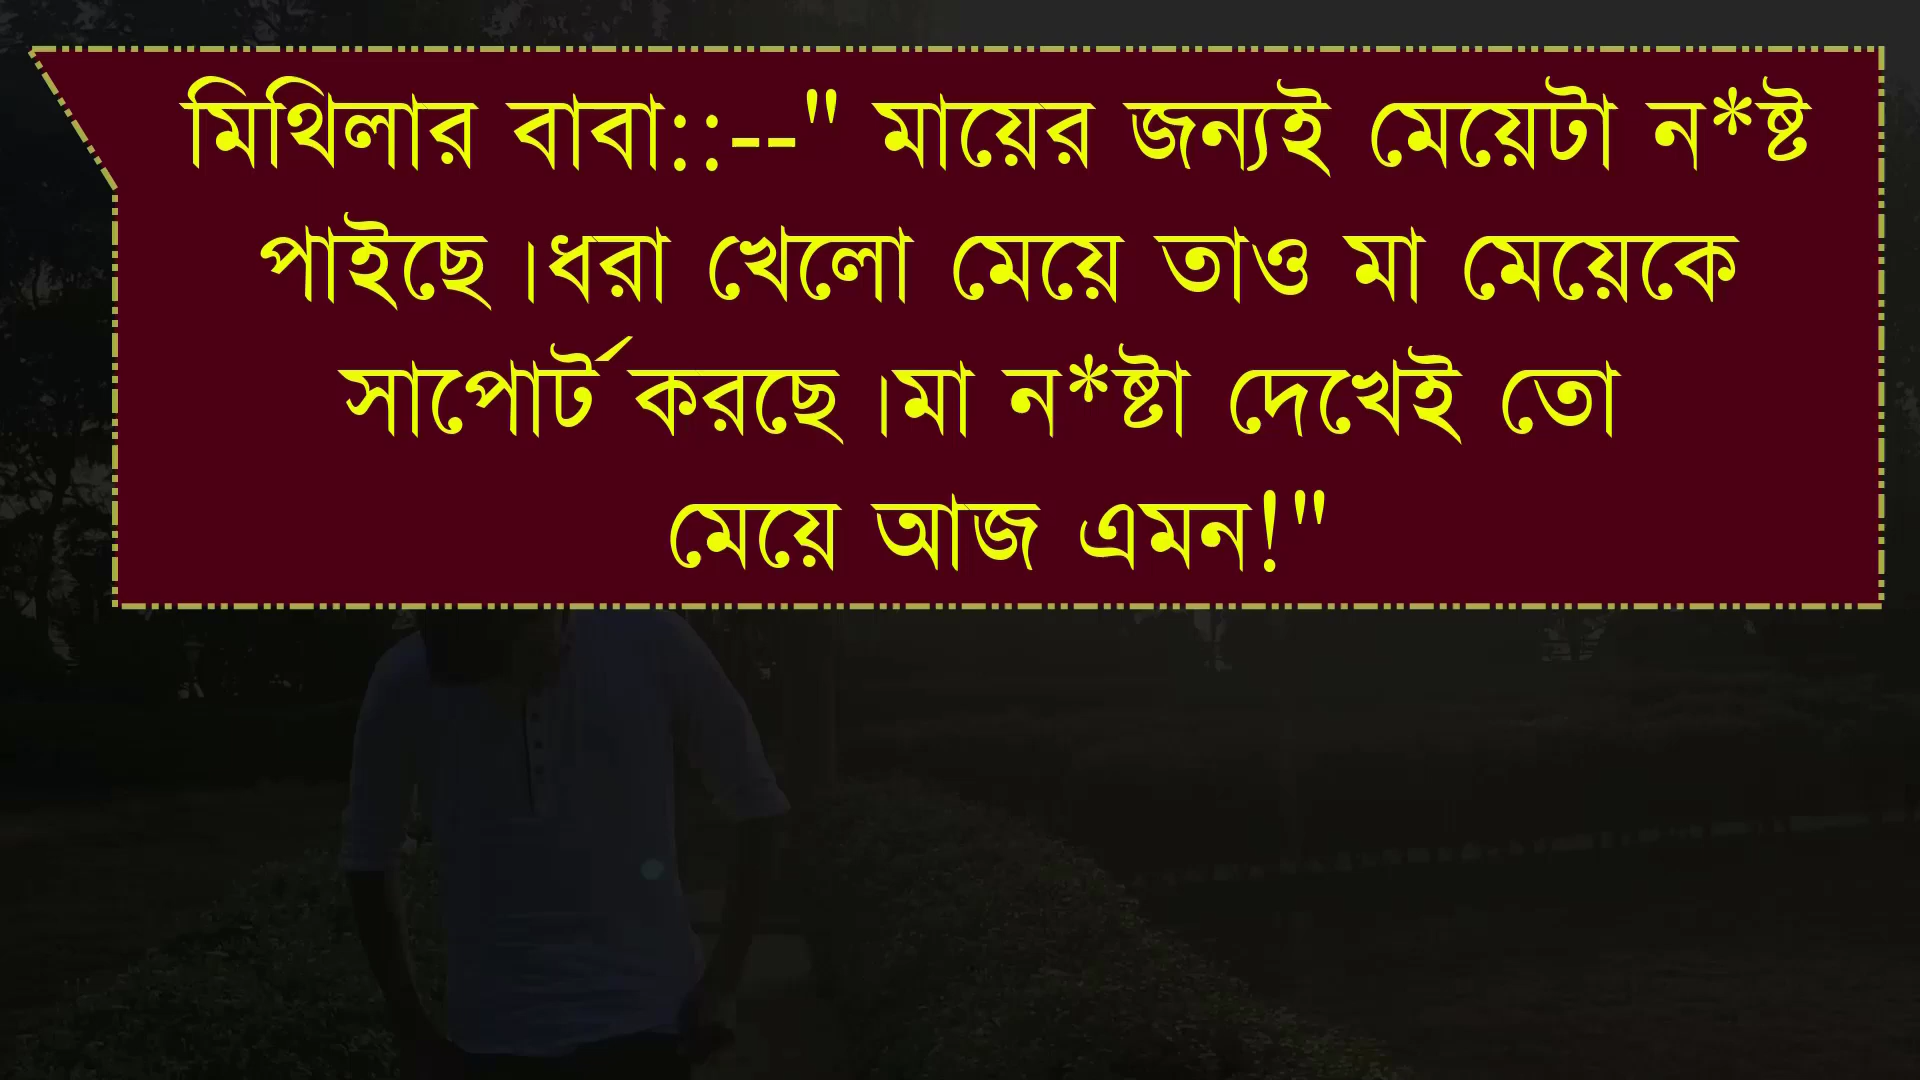 মিথিলার বাবা::--" মায়ের জন্যই মেয়েটা ন*ষ্ট
পাইছে।ধরা খেলো মেয়ে তাও মা মেয়েকে
সাপোর্ট করছে।মা ন*ষ্টা দেখেই তো
মেয়ে আজ এমন!"